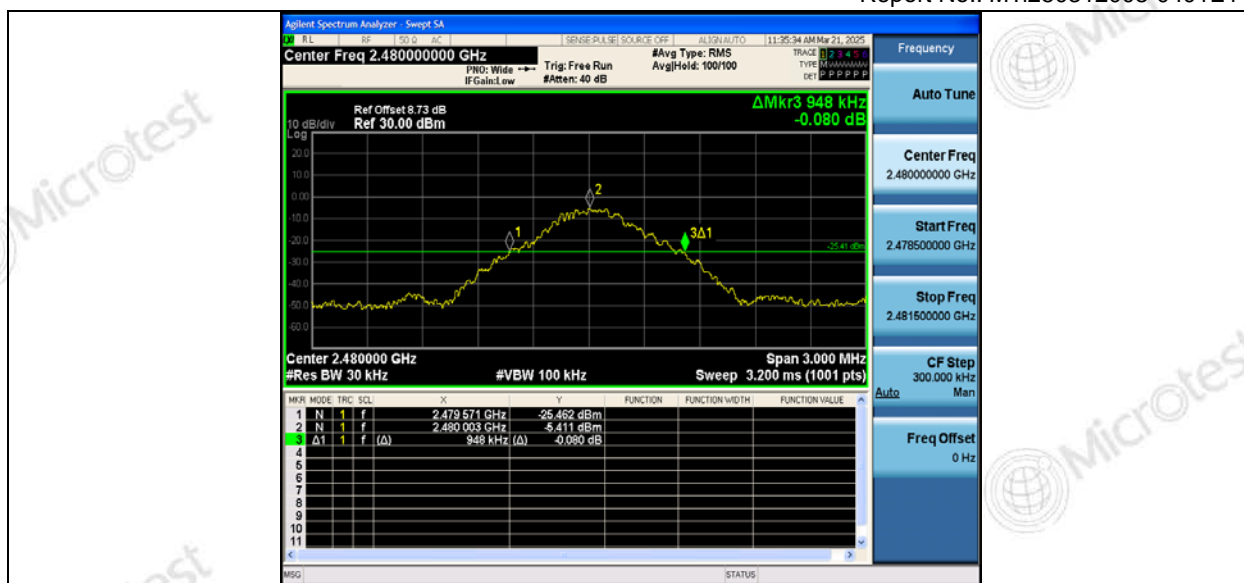 Microtest
Microtest
Microtest
Microtest
Agilent Spectrum Analyzer - Swept SA
RL RF 50 Ω AC SENSE:PULSE SOURCE OFF ALIGN AUTO 11:35:34 AM Mar 21, 2025
Center Freq 2.480000000 GHz #Avg Type: RMS TRACE 1 2 3 4 5 6
PNO: Wide Trig: Free Run Avg|Hold: 100/100 TYPE M
IFGain:Low #Atten: 40 dB DET P P P P P P
ΔMkr3 948 kHz
-0.080 dB
Ref Offset 8.73 dB
10 dB/div Ref 30.00 dBm
Log
20.0
10.0
0.00
-10.0
-20.0
-30.0
-40.0
-50.0
-60.0
1
2
3Δ1
-25.41 dBm
Center 2.480000 GHz Span 3.000 MHz
#Res BW 30 kHz #VBW 100 kHz Sweep 3.200 ms (1001 pts)
MKR MODE TRC SCL X Y FUNCTION FUNCTION WIDTH FUNCTION VALUE
1 N 1 f 2.479 571 GHz -25.462 dBm
2 N 1 f 2.480 003 GHz -5.411 dBm
3 Δ1 1 f (Δ) 948 kHz (Δ) -0.080 dB
4
5
6
7
8
9
10
11
MSG STATUS
Frequency
Auto Tune
Center Freq
2.480000000 GHz
Start Freq
2.478500000 GHz
Stop Freq
2.481500000 GHz
CF Step
300.000 kHz
Auto Man
Freq Offset
0 Hz